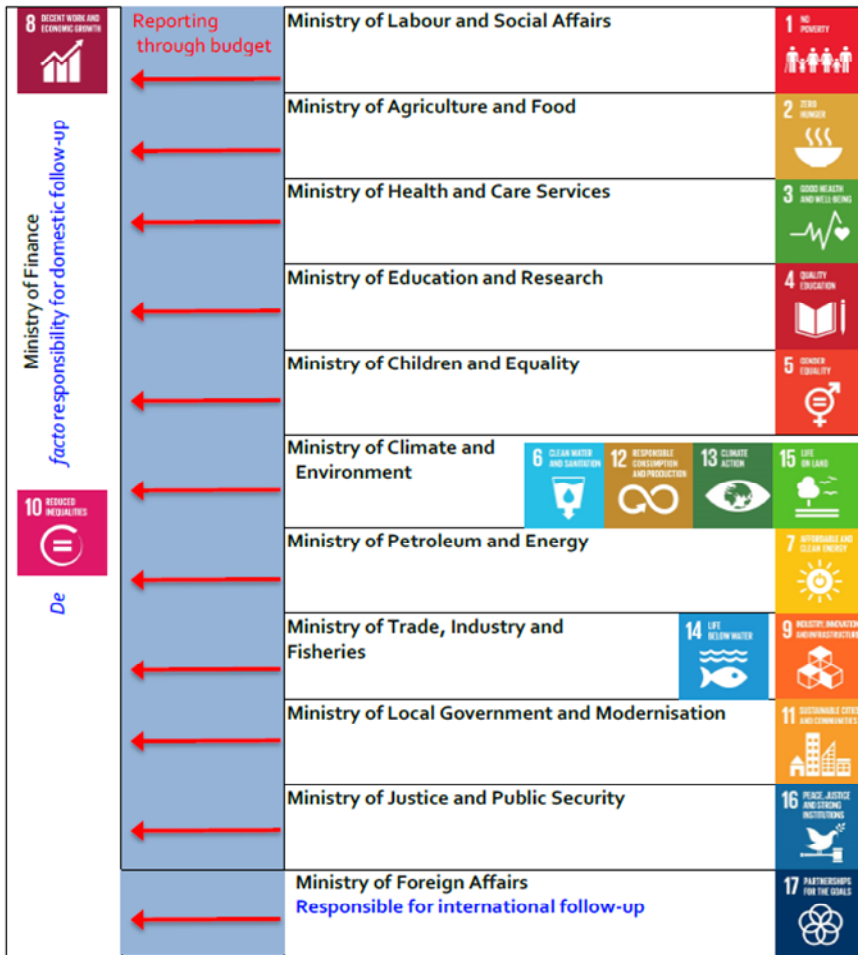 8 DECENT WORK AND
ECONOMIC GROWTH
Ministry of Finance
De facto responsibility for domestic follow-up
10 REDUCED
INEQUALITIES
Reporting
through budget
Ministry of Labour and Social Affairs
1 NO
POVERTY
Ministry of Agriculture and Food
2 ZERO
HUNGER
Ministry of Health and Care Services
3 GOOD HEALTH
AND WELL-BEING
Ministry of Education and Research
4 QUALITY
EDUCATION
Ministry of Children and Equality
5 GENDER
EQUALITY
Ministry of Climate and
Environment
6 CLEAN WATER
AND SANITATION
12 RESPONSIBLE
CONSUMPTION
AND PRODUCTION
13 CLIMATE
ACTION
15 LIFE
ON LAND
Ministry of Petroleum and Energy
7 AFFORDABLE AND
CLEAN ENERGY
Ministry of Trade, Industry and
Fisheries
14 LIFE
BELOW WATER
9 INDUSTRY, INNOVATION
AND INFRASTRUCTURE
Ministry of Local Government and Modernisation
11 SUSTAINABLE CITIES
AND COMMUNITIES
Ministry of Justice and Public Security
16 PEACE, JUSTICE
AND STRONG
INSTITUTIONS
Ministry of Foreign Affairs
Responsible for international follow-up
17 PARTNERSHIPS
FOR THE GOALS